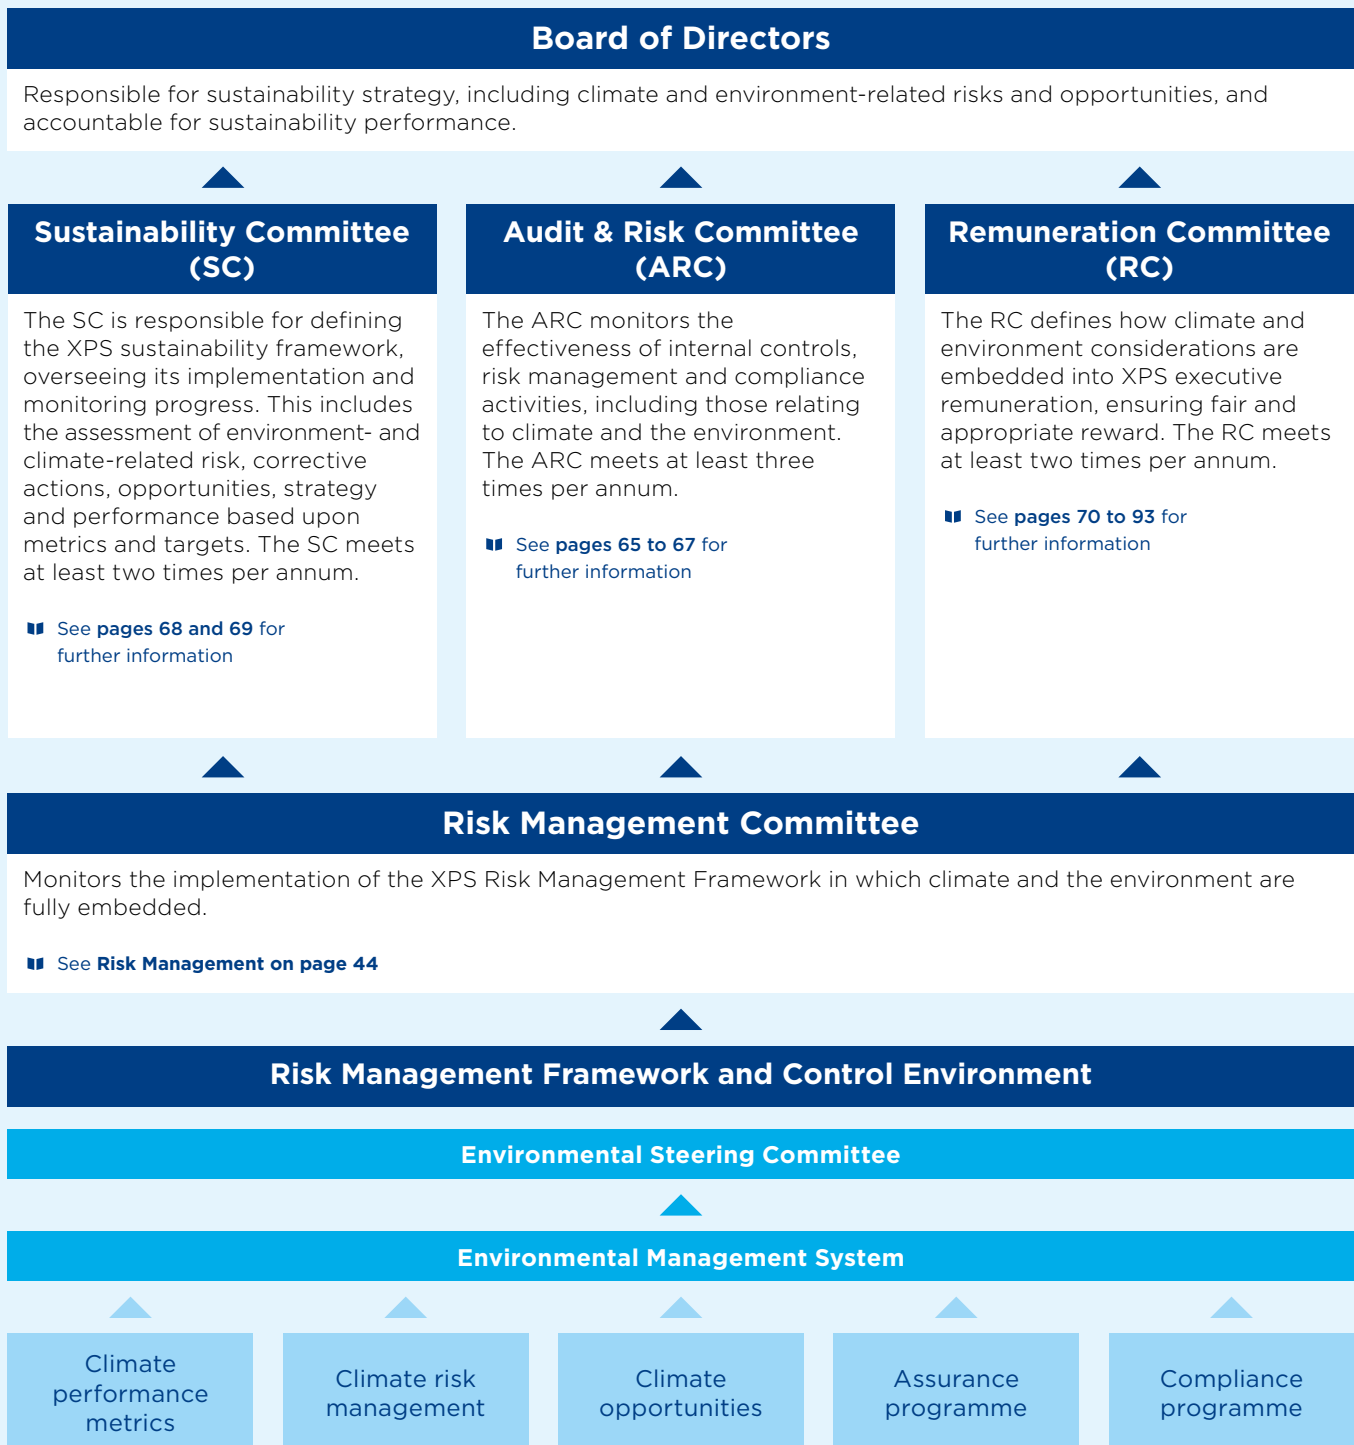 Board of Directors
Responsible for sustainability strategy, including climate and environment-related risks and opportunities, and
accountable for sustainability performance.
Sustainability Committee
(SC)
The SC is responsible for defining
the XPS sustainability framework,
overseeing its implementation and
monitoring progress. This includes
the assessment of environment- and
climate-related risk, corrective
actions, opportunities, strategy
and performance based upon
metrics and targets. The SC meets
at least two times per annum.
See pages 68 and 69 for
further information
Audit & Risk Committee
(ARC)
The ARC monitors the
effectiveness of internal controls,
risk management and compliance
activities, including those relating
to climate and the environment.
The ARC meets at least three
times per annum.
See pages 65 to 67 for
further information
Remuneration Committee
(RC)
The RC defines how climate and
environment considerations are
embedded into XPS executive
remuneration, ensuring fair and
appropriate reward. The RC meets
at least two times per annum.
See pages 70 to 93 for
further information
Risk Management Committee
Monitors the implementation of the XPS Risk Management Framework in which climate and the environment are
fully embedded.
See Risk Management on page 44
Risk Management Framework and Control Environment
Environmental Steering Committee
Environmental Management System
Climate
performance
metrics
Climate risk
management
Climate
opportunities
Assurance
programme
Compliance
programme